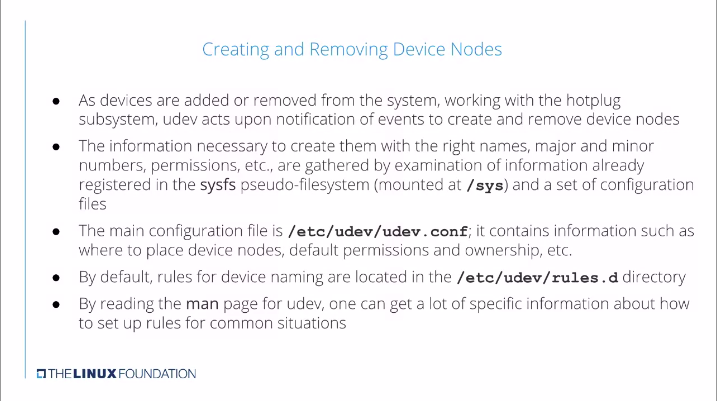 Creating and Removing Device Nodes
● As devices are added or removed from the system, working with the hotplug
subsystem, udev acts upon notification of events to create and remove device nodes
● The information necessary to create them with the right names, major and minor
numbers, permissions, etc., are gathered by examination of information already
registered in the sysfs pseudo-filesystem (mounted at /sys) and a set of configuration
files
● The main configuration file is /etc/udev/udev.conf; it contains information such as
where to place device nodes, default permissions and ownership, etc.
● By default, rules for device naming are located in the /etc/udev/rules.d directory
● By reading the man page for udev, one can get a lot of specific information about how
to set up rules for common situations
THE LINUX FOUNDATION